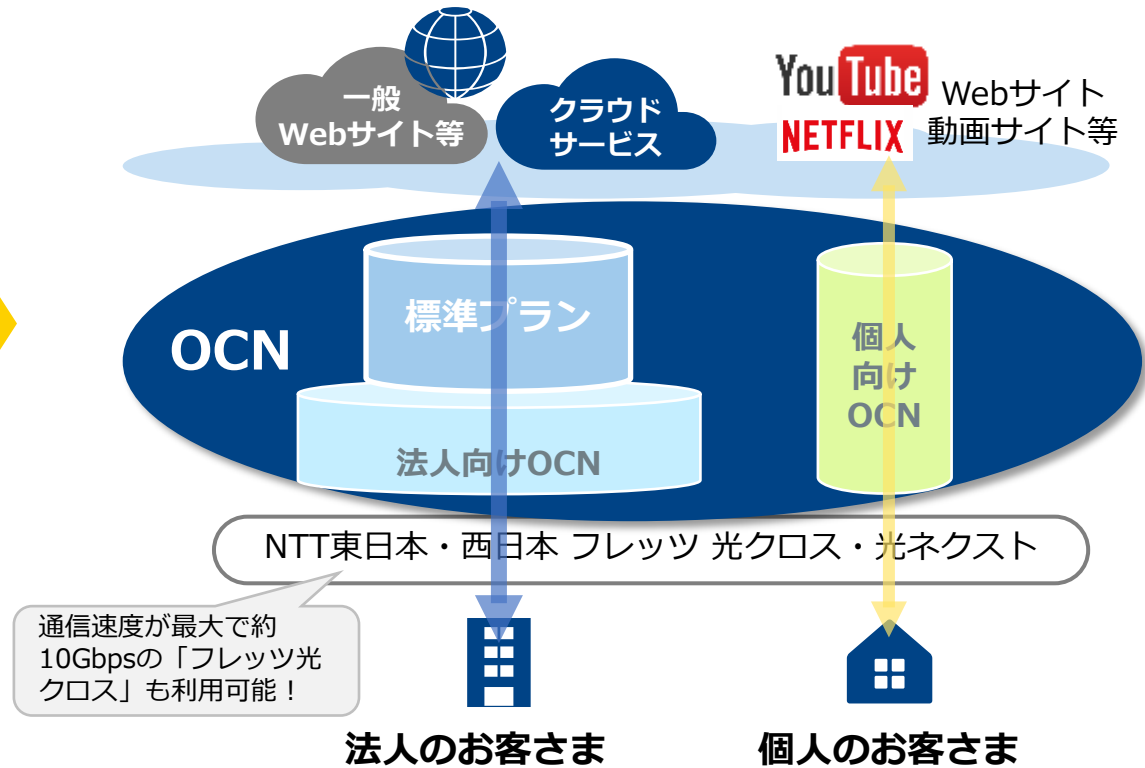 一般
Webサイト等
クラウド
サービス
YouTube
NETFLIX
Webサイト
動画サイト等
OCN
標準プラン
法人向けOCN
個人
向け
OCN
NTT東日本・西日本 フレッツ 光クロス・光ネクスト
通信速度が最大で約
10Gbpsの「フレッツ光
クロス」も利用可能！
法人のお客さま
個人のお客さま